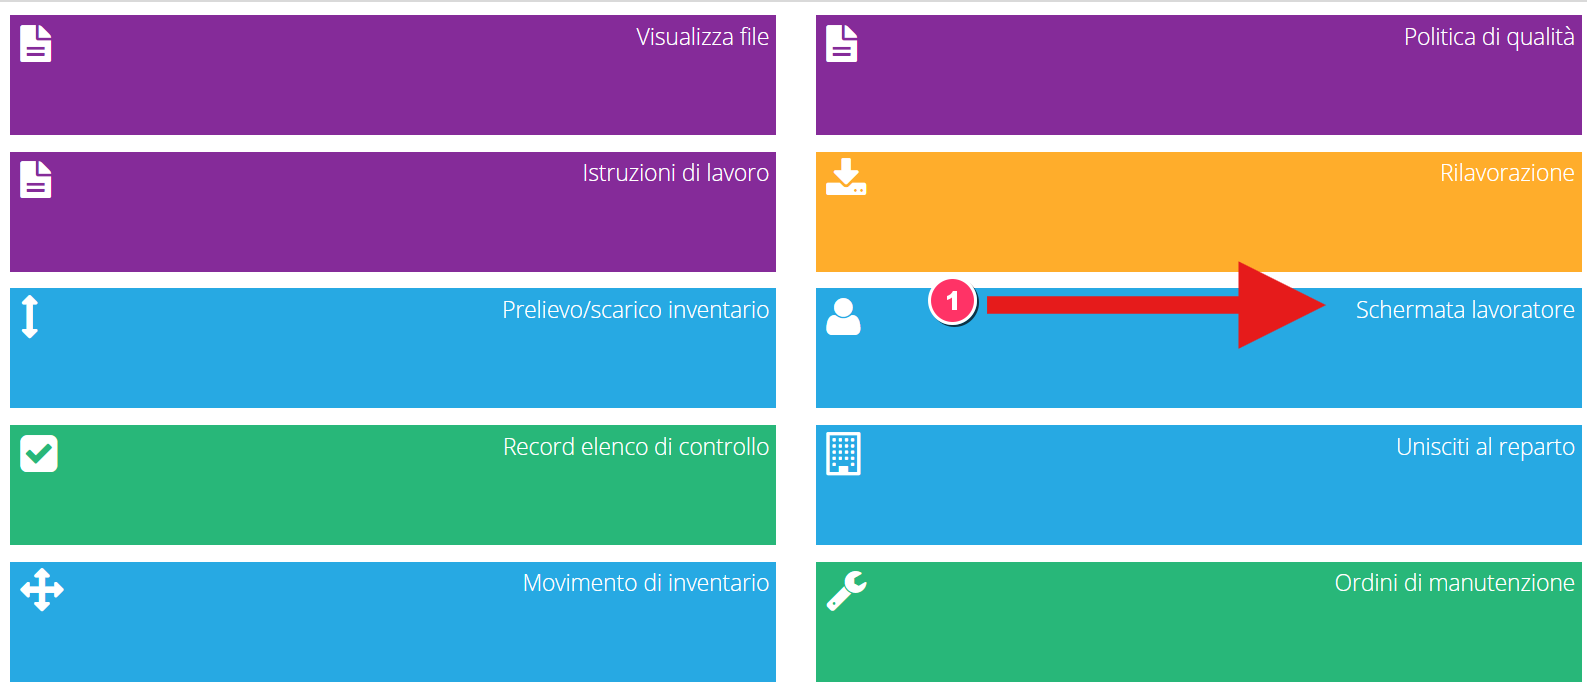 Visualizza file
Politica di qualità
Istruzioni di lavoro
Rilavorazione
Prelievo/scarico inventario
1
Schermata lavoratore
Record elenco di controllo
Unisciti al reparto
Movimento di inventario
Ordini di manutenzione